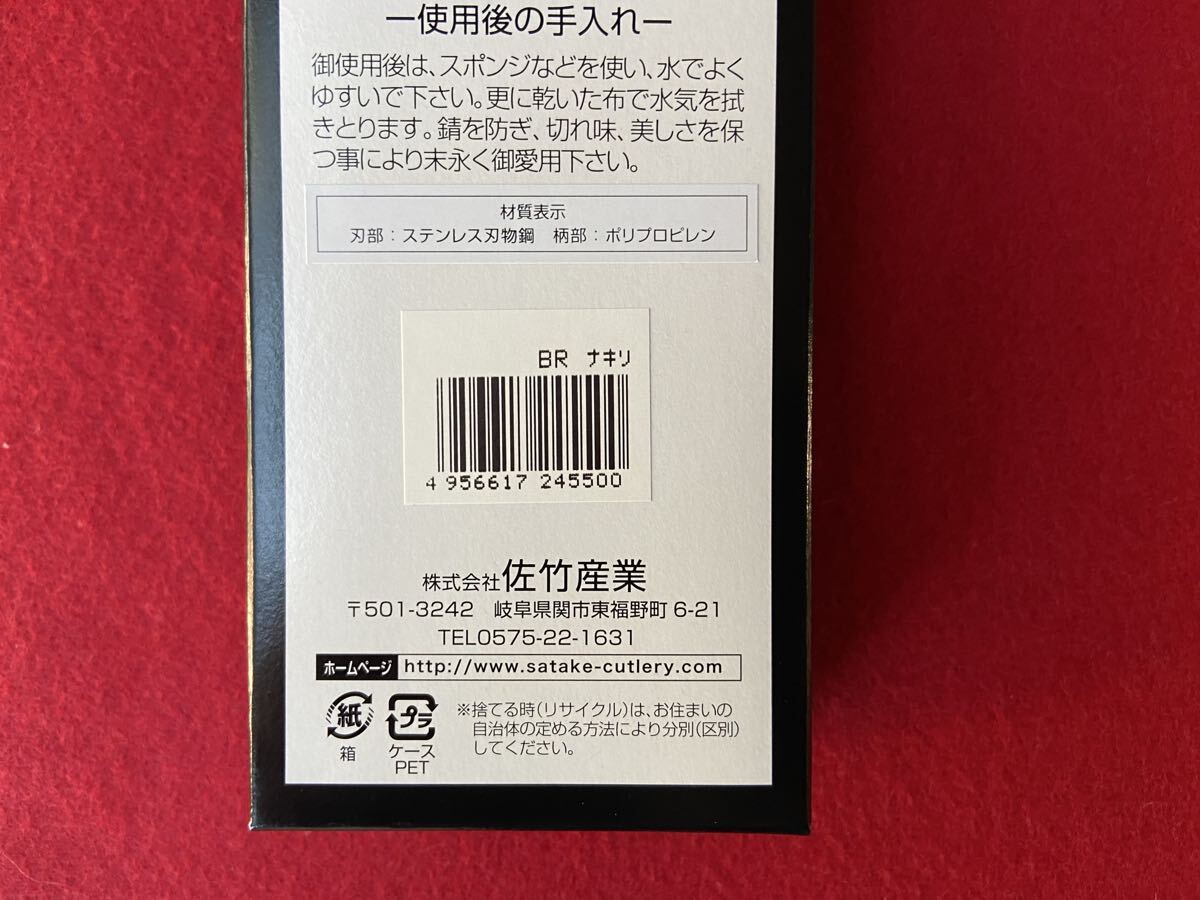 ー使用後の手入れー
御使用後は、スポンジなどを使い、水でよく
ゆすいで下さい。更に乾いた布で水気を拭
きとります。錆を防ぎ、切れ味、美しさを保
つ事により末永く御愛用下さい。
材質表示
刃部：ステンレス刃物鋼　柄部：ポリプロピレン
BR ナキリ
4 956617 245500
株式会社佐竹産業
〒501-3242　岐阜県関市東福野町 6-21
TEL0575-22-1631
ホームページ http://www.satake-cutlery.com
紙
箱
プラ
ケース
PET
※捨てる時(リサイクル)は、お住まいの
自治体の定める方法により分別(区別)
してください。